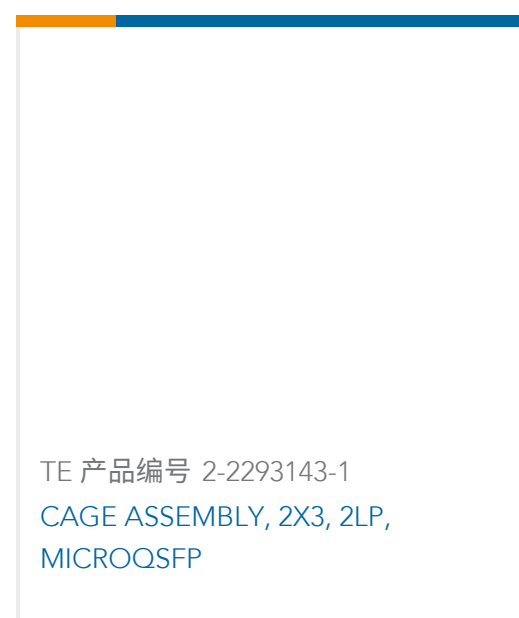 TE 产品编号 2-2293143-1
CAGE ASSEMBLY, 2X3, 2LP,
MICROQSFP